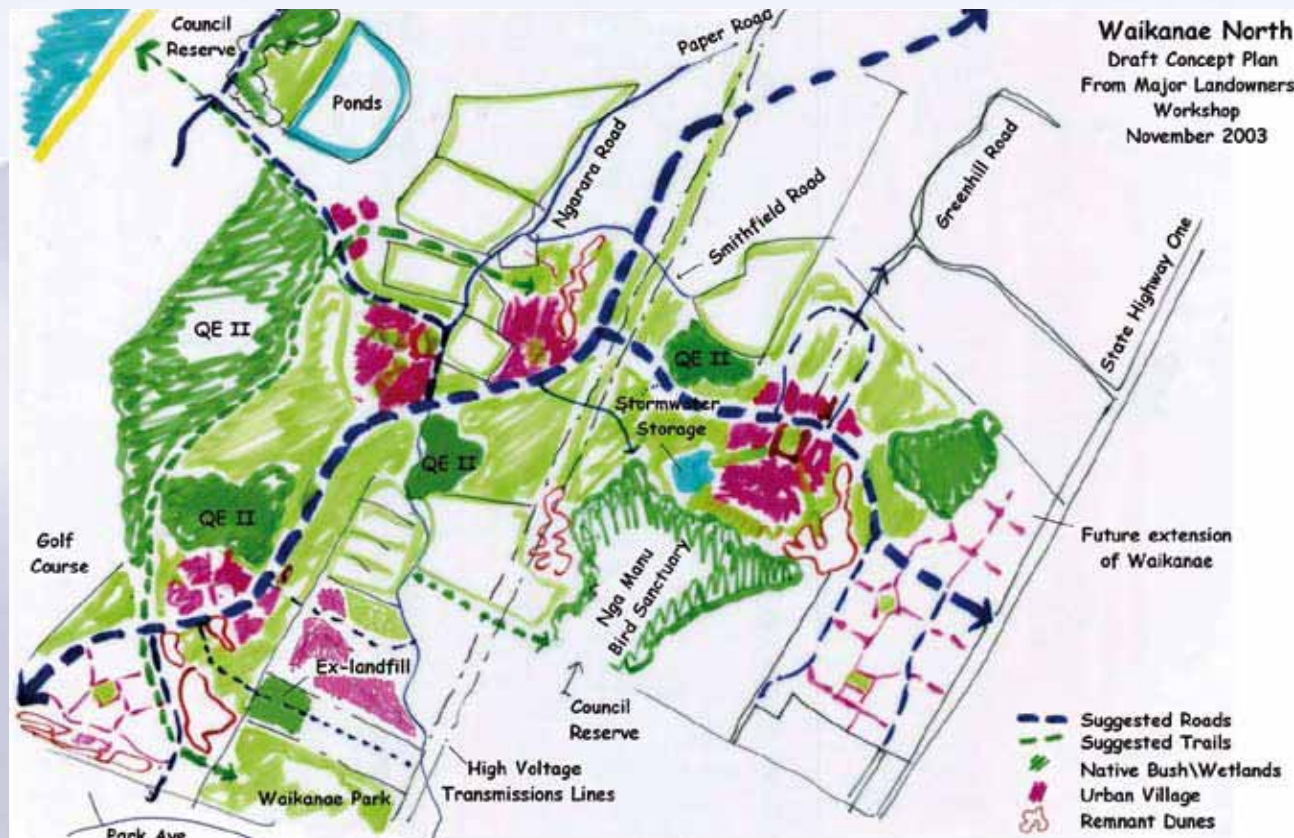 Waikanae North
Draft Concept Plan
From Major Landowners
Workshop
November 2003
Council
Reserve
Ponds
Paper Road
Ngarara Road
Smithfield Road
Greenhill Road
State Highway One
QE II
QE II
Stormwater
Storage
QE II
QE II
Golf
Course
Nga Manu
Bird Sanctuary
Future extension
of Waikanae
Ex-landfill
Council
Reserve
High Voltage
Transmissions Lines
Waikanae Park
Park Ave
Suggested Roads
Suggested Trails
Native Bush\Wetlands
Urban Village
Remnant Dunes